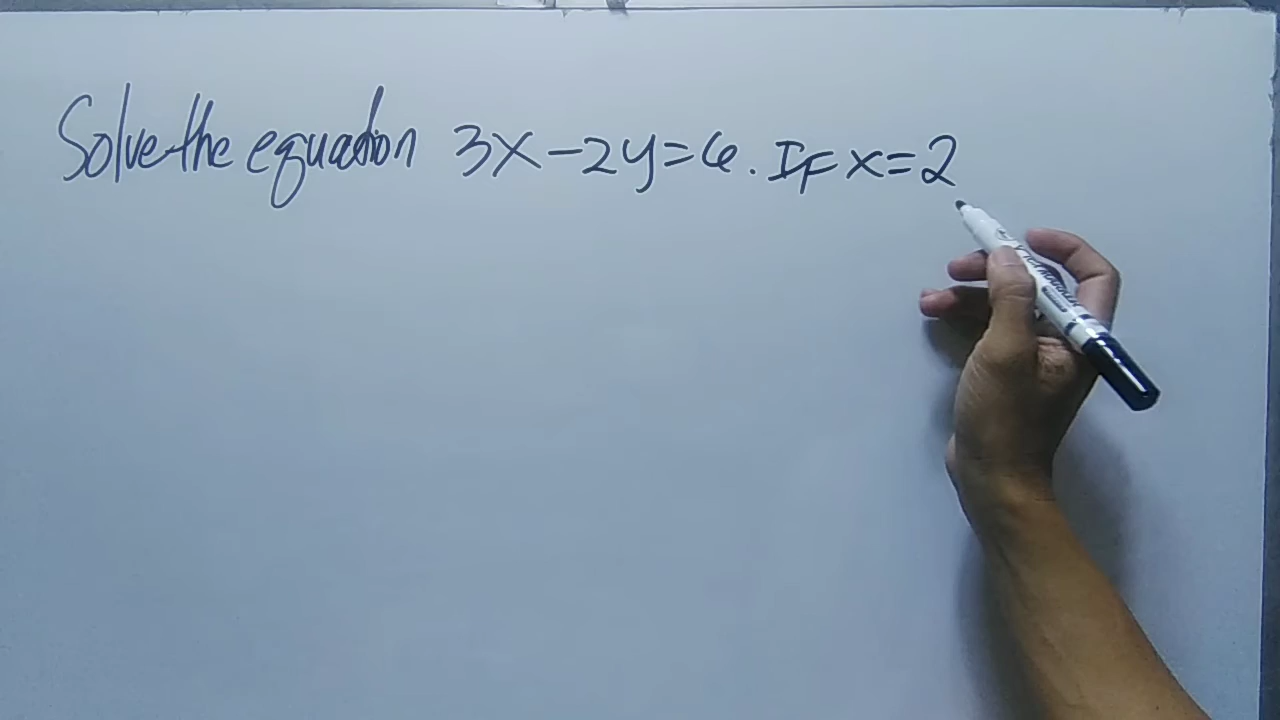 Solve the equation 3x-2y=6. If x=2